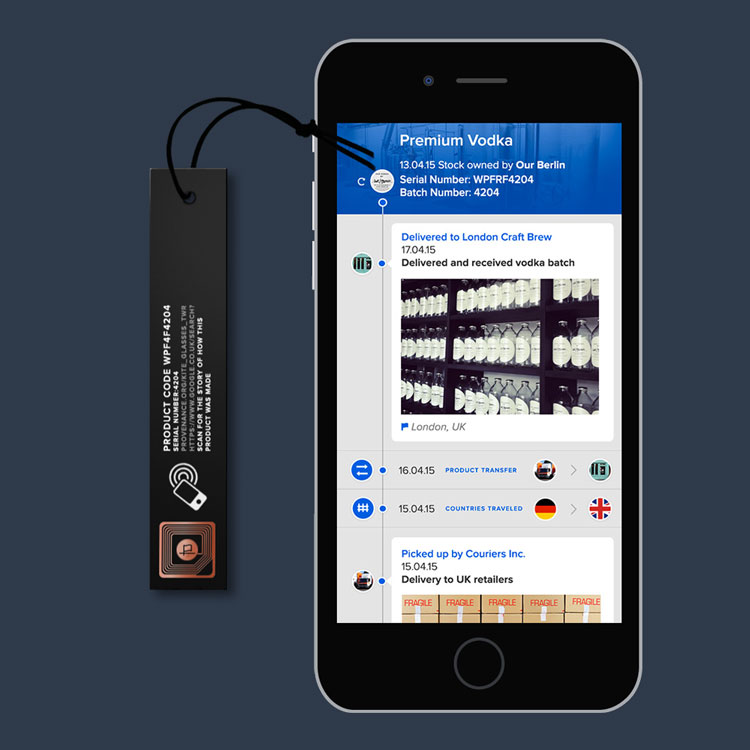 PRODUCT CODE WPF4F4204
SERIAL NUMBER:4204
PROVENANCE.ORG/KITE_GLASSES_TWR
HTTPS://WWW.GOOGLE.CO.UK/SEARCH?
SCAN FOR THE STORY OF HOW THIS
PRODUCT WAS MADE
Premium Vodka
13.04.15 Stock owned by Our Berlin
Serial Number: WPFRF4204
Batch Number: 4204
Delivered to London Craft Brew
17.04.15
Delivered and received vodka batch
London, UK
16.04.15 PRODUCT TRANSFER
15.04.15 COUNTRIES TRAVELED
Picked up by Couriers Inc.
15.04.15
Delivery to UK retailers
FRAGILE FRAGILE FRAGILE FRAGILE FRAGILE